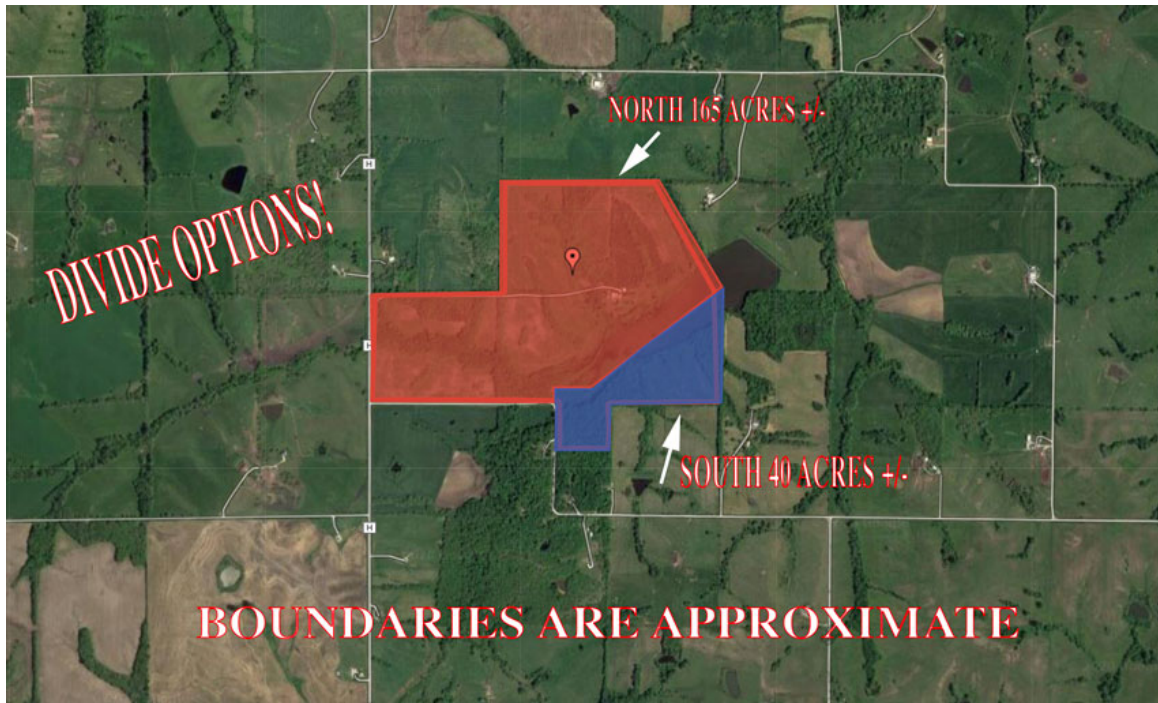 NORTH 165 ACRES +/-
H
DIVIDE OPTIONS!
H
SOUTH 40 ACRES +/-
H
BOUNDARIES ARE APPROXIMATE